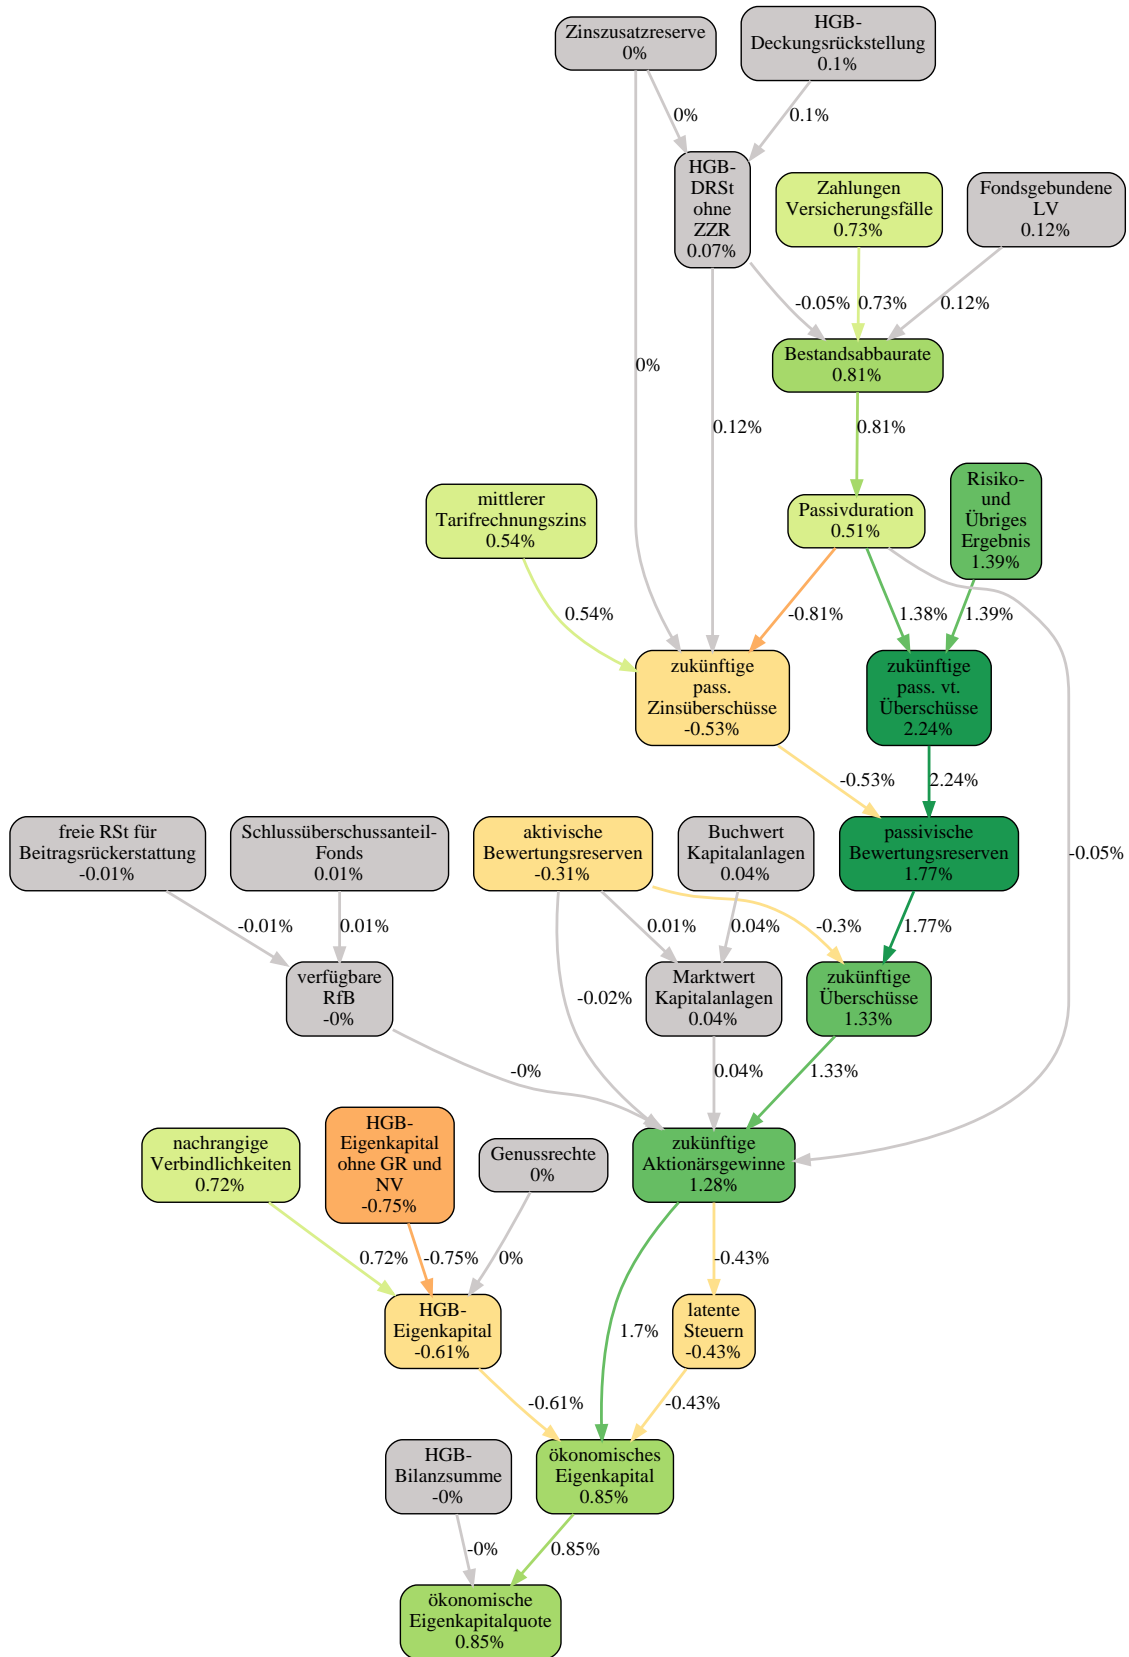 Zinszusatzreserve
0%
HGB-
Deckungsrückstellung
0.1%
0%
0.1%
HGB-
DRSt
ohne
ZZR
0.07%
Zahlungen
Versicherungsfälle
0.73%
Fondsgebundene
LV
0.12%
-0.05%
0.73%
0.12%
Bestandsabbaurate
0.81%
0%
0.12%
0.81%
mittlerer
Tarifrechnungszins
0.54%
Passivduration
0.51%
Risiko-
und
Übriges
Ergebnis
1.39%
0.54%
-0.81%
1.38%
1.39%
zukünftige
pass.
Zinsüberschüsse
-0.53%
zukünftige
pass. vt.
Überschüsse
2.24%
-0.53%
2.24%
freie RSt für
Beitragsrückerstattung
-0.01%
Schlussüberschussanteil-
Fonds
0.01%
aktivische
Bewertungsreserven
-0.31%
Buchwert
Kapitalanlagen
0.04%
passivische
Bewertungsreserven
1.77%
-0.05%
-0.01%
0.01%
0.01%
0.04%
-0.3%
1.77%
verfügbare
RfB
-0%
-0.02%
Marktwert
Kapitalanlagen
0.04%
zukünftige
Überschüsse
1.33%
-0%
0.04%
1.33%
nachrangige
Verbindlichkeiten
0.72%
HGB-
Eigenkapital
ohne GR und
NV
-0.75%
Genussrechte
0%
zukünftige
Aktionärsgewinne
1.28%
0.72%
-0.75%
0%
-0.43%
HGB-
Eigenkapital
-0.61%
1.7%
latente
Steuern
-0.43%
-0.61%
-0.43%
HGB-
Bilanzsumme
-0%
ökonomisches
Eigenkapital
0.85%
-0%
0.85%
ökonomische
Eigenkapitalquote
0.85%